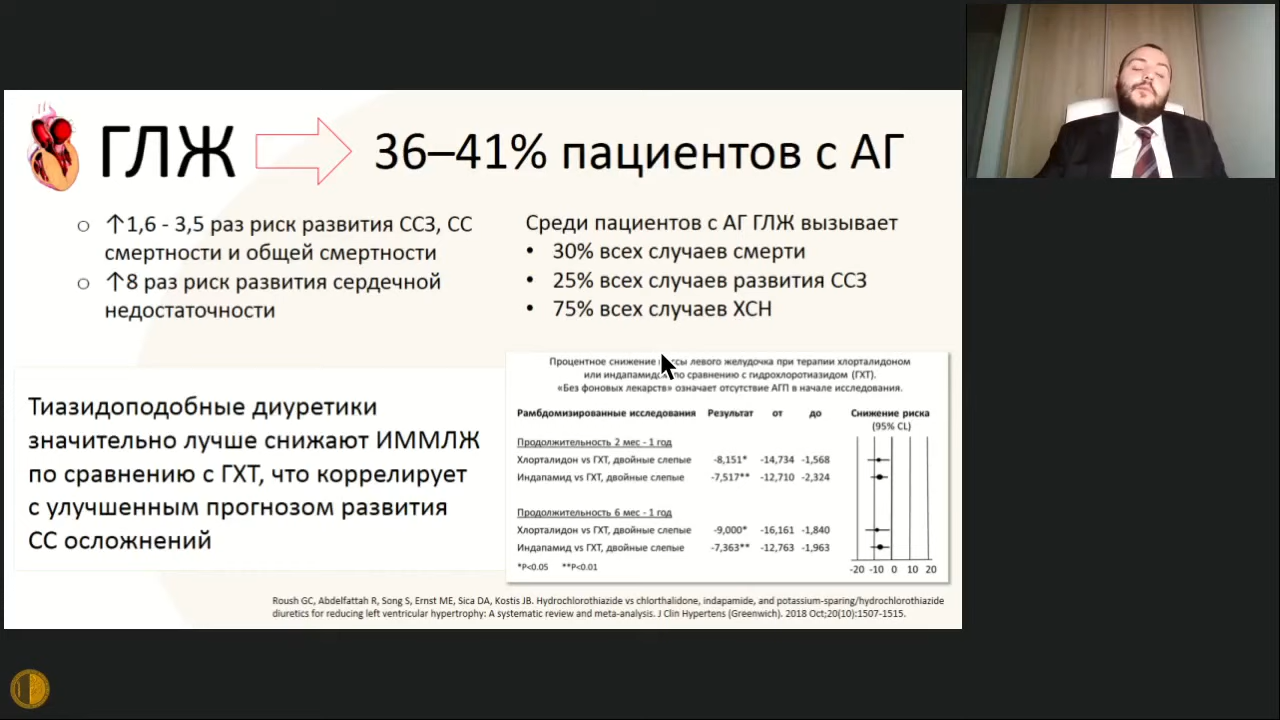 ГЛЖ
36–41% пациентов с АГ
o ↑1,6 - 3,5 раз риск развития ССЗ, СС
смертности и общей смертности
o ↑8 раз риск развития сердечной
недостаточности
Среди пациентов с АГ ГЛЖ вызывает
• 30% всех случаев смерти
• 25% всех случаев развития ССЗ
• 75% всех случаев ХСН
Тиазидоподобные диуретики
значительно лучше снижают ИММЛЖ
по сравнению с ГХТ, что коррелирует
с улучшенным прогнозом развития
СС осложнений
Процентное снижение левого желудочка при терапии хлорталидоном
или по сравнению с гидрохлоротиазидом (ГХТ).
«Без фоновых лекарств» означает отсутствие АГП в начале исследования.
Рамбдомизированные исследования Результат от до Снижение риска
(95% CL)
Продолжительность 2 мес - 1 год
Хлорталидон vs ГХТ, двойные слепые -8,151* -14,734 -1,568
Индапамид vs ГХТ, двойные слепые -7,517** -12,710 -2,324
Продолжительность 6 мес - 1 год
Хлорталидон vs ГХТ, двойные слепые -9,000* -16,161 -1,840
Индапамид vs ГХТ, двойные слепые -7,363** -12,763 -1,963
*P<0.05 **P<0.01
-20 -10 0 10 20
Roush GC, Abdelfattah R, Song S, Ernst ME, Sica DA, Kostis JB. Hydrochlorothiazide vs chlorthalidone, indapamide, and potassium-sparing/hydrochlorothiazide
diuretics for reducing left ventricular hypertrophy: A systematic review and meta-analysis. J Clin Hypertens (Greenwich). 2018 Oct;20(10):1507-1515.